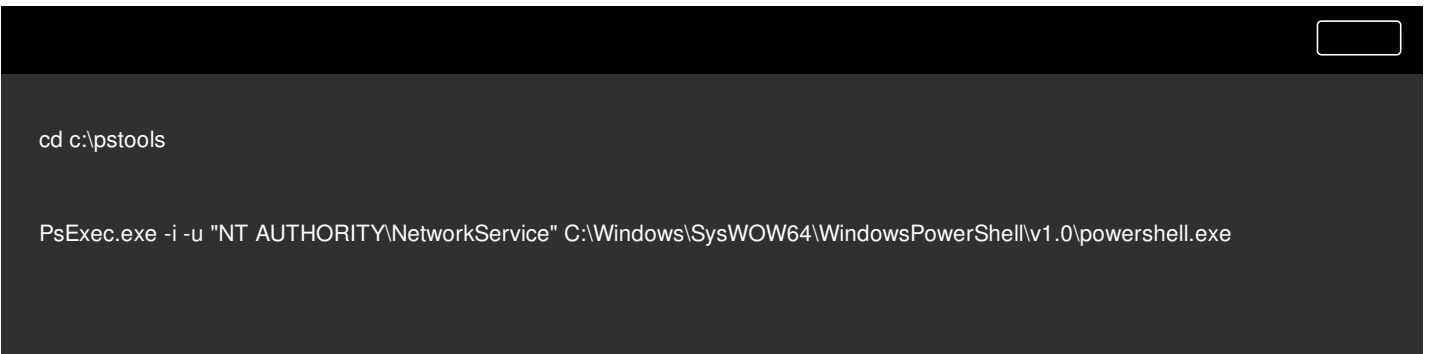 cd c:\pstools
PsExec.exe -i -u "NT AUTHORITY\NetworkService" C:\Windows\SysWOW64\WindowsPowerShell\v1.0\powershell.exe